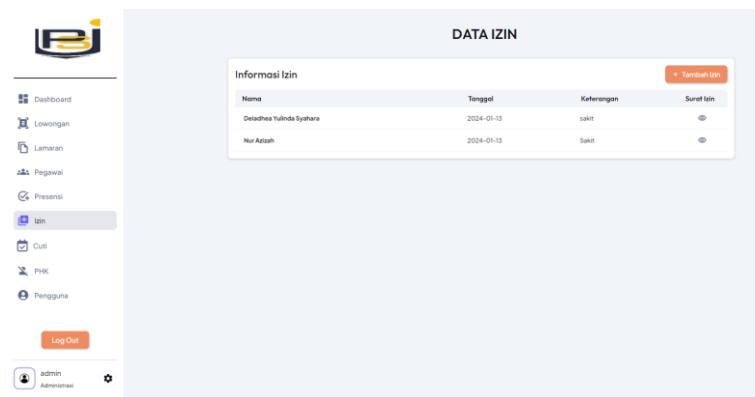 PBI
DATA IZIN
Informasi Izin
+ Tambah Izin
Nama Tanggal Keterangan Surat Izin
Deladhea Yulinda Syahara 2024-01-13 sakit
Nur Azizah 2024-01-13 Sakit
Dashboard
Lowongan
Lamaran
Pegawai
Presensi
Izin
Cuti
PHK
Pengguna
Log Out
admin
Administrasi